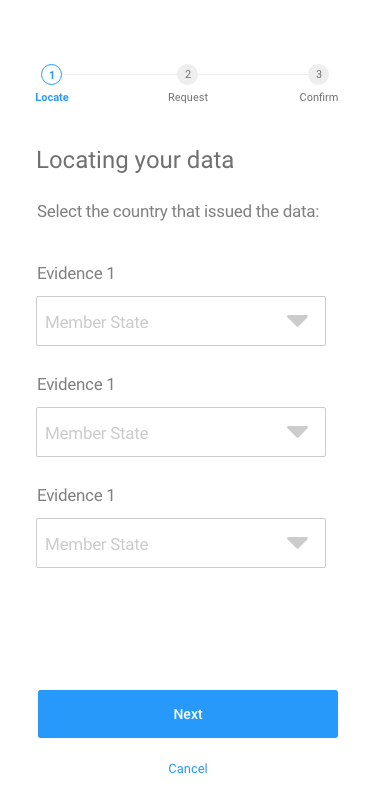 1 2 3
Locate Request Confirm
Locating your data
Select the country that issued the data:
Evidence 1
Member State
Evidence 1
Member State
Evidence 1
Member State
Next
Cancel